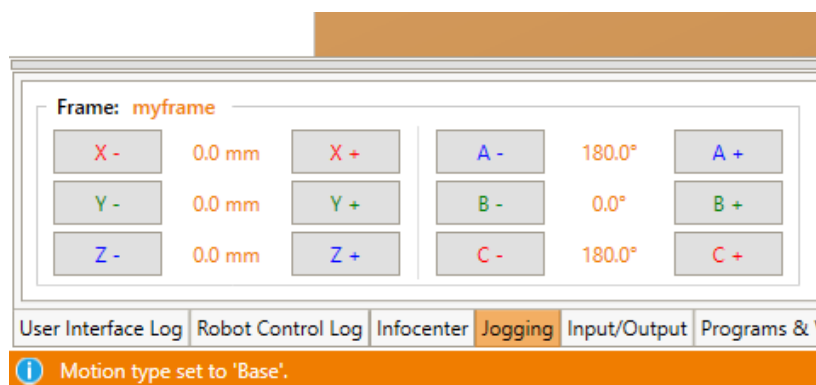 Frame: myframe
X - 0.0 mm X + A - 180.0° A +
Y - 0.0 mm Y + B - 0.0° B +
Z - 0.0 mm Z + C - 180.0° C +
User Interface Log Robot Control Log Infocenter Jogging Input/Output Programs &
Motion type set to 'Base'.